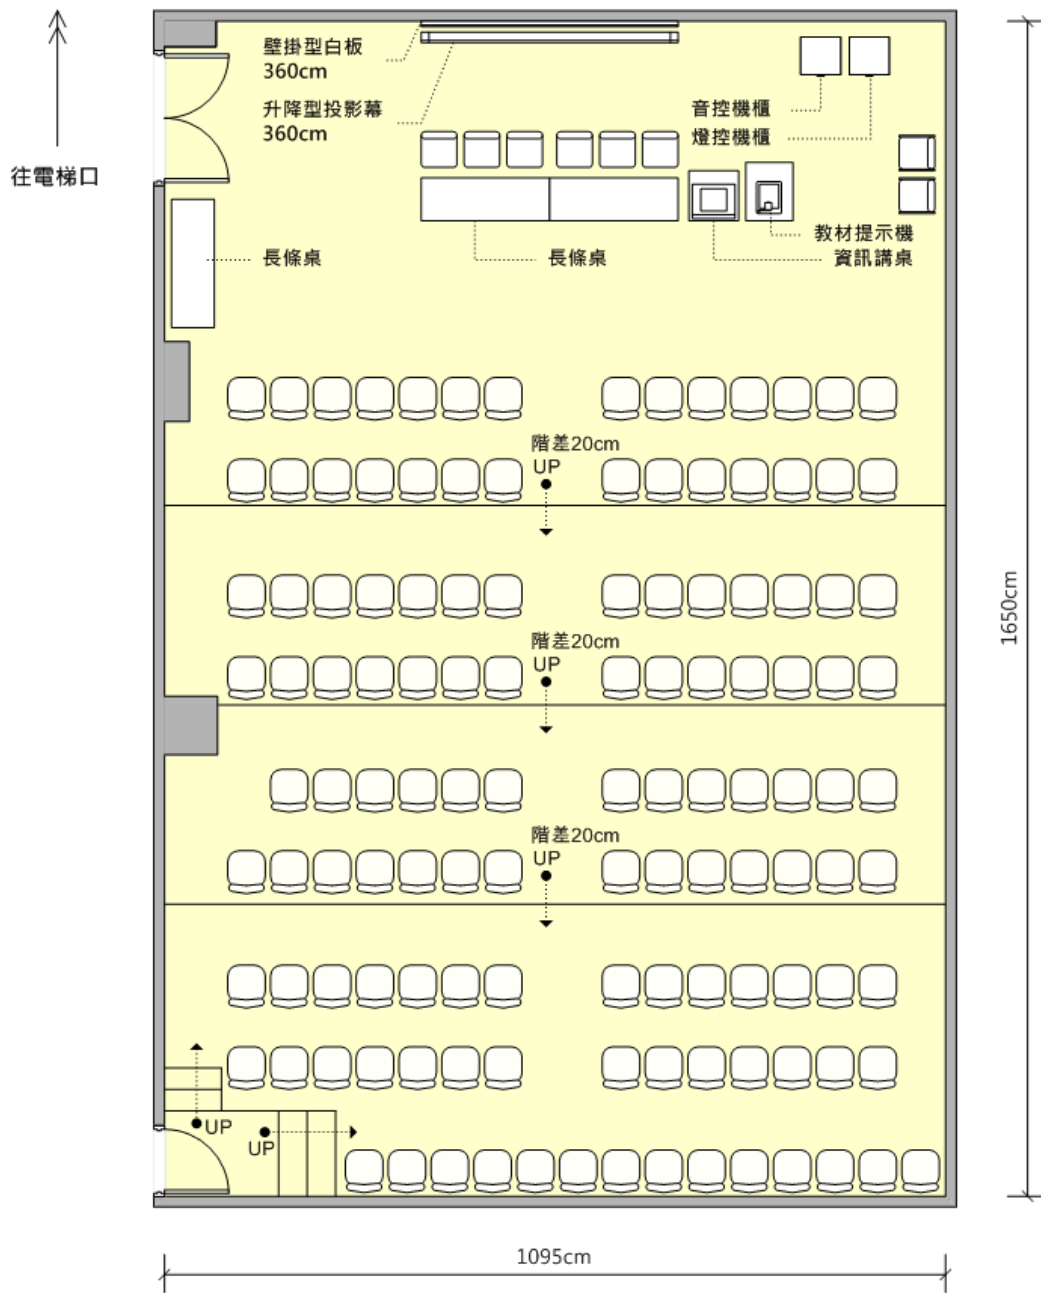 壁掛型白板
360cm
升降型投影幕
360cm
音控機櫃
燈控機櫃
往電梯口
教材提示機
資訊講桌
長條桌
長條桌
階差20cm
UP
階差20cm
UP
階差20cm
UP
UP
UP
1650cm
1095cm